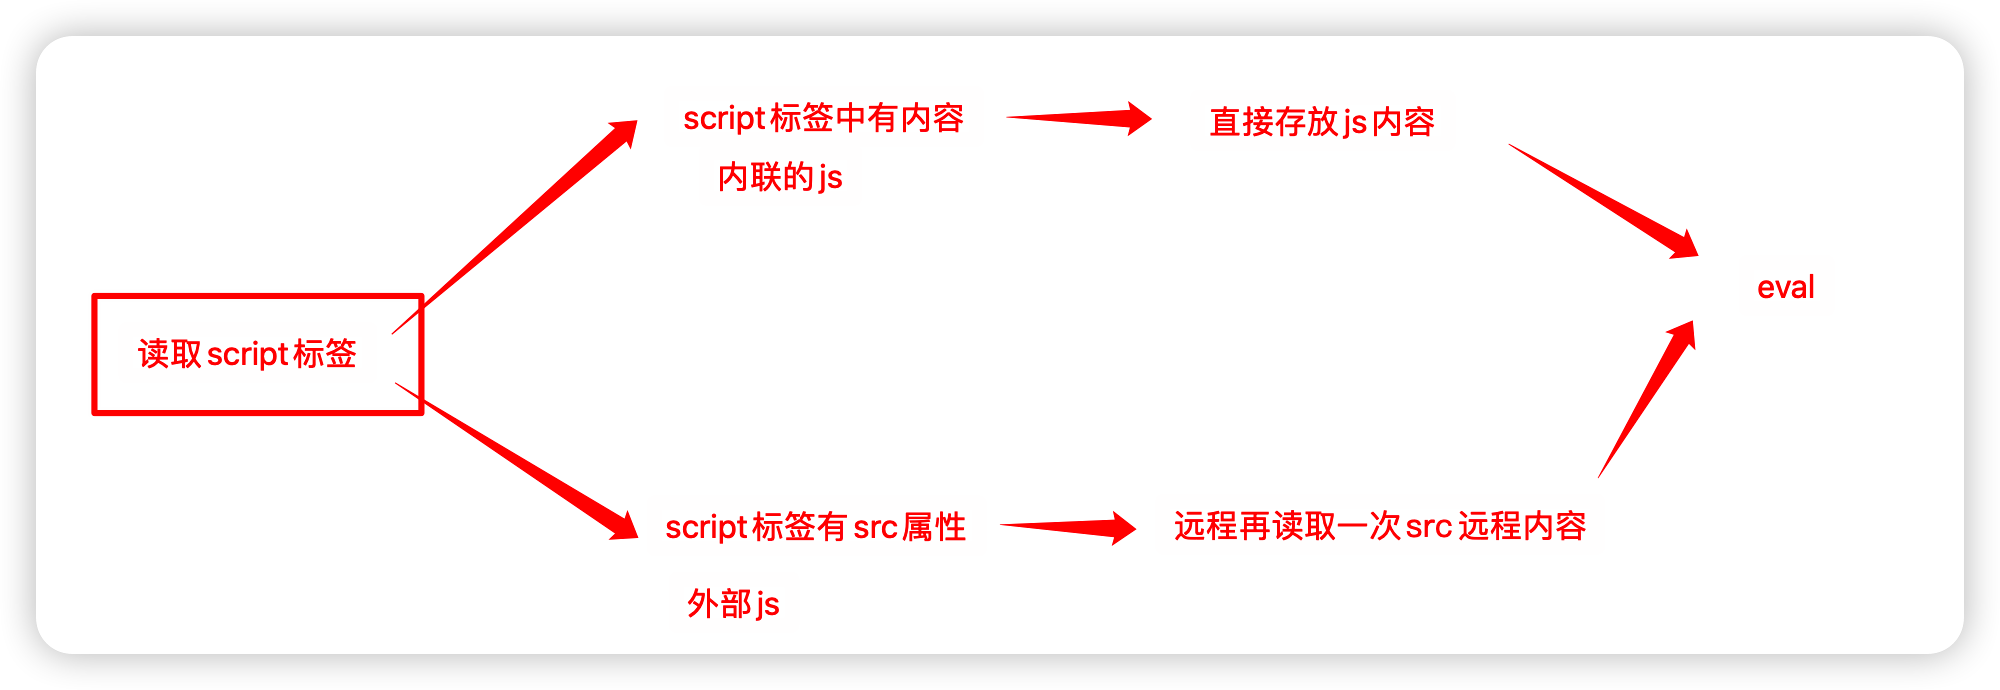 script标签中有内容
内联的js
直接存放js内容
eval
读取script标签
script标签有src属性
外部js
远程再读取一次src远程内容